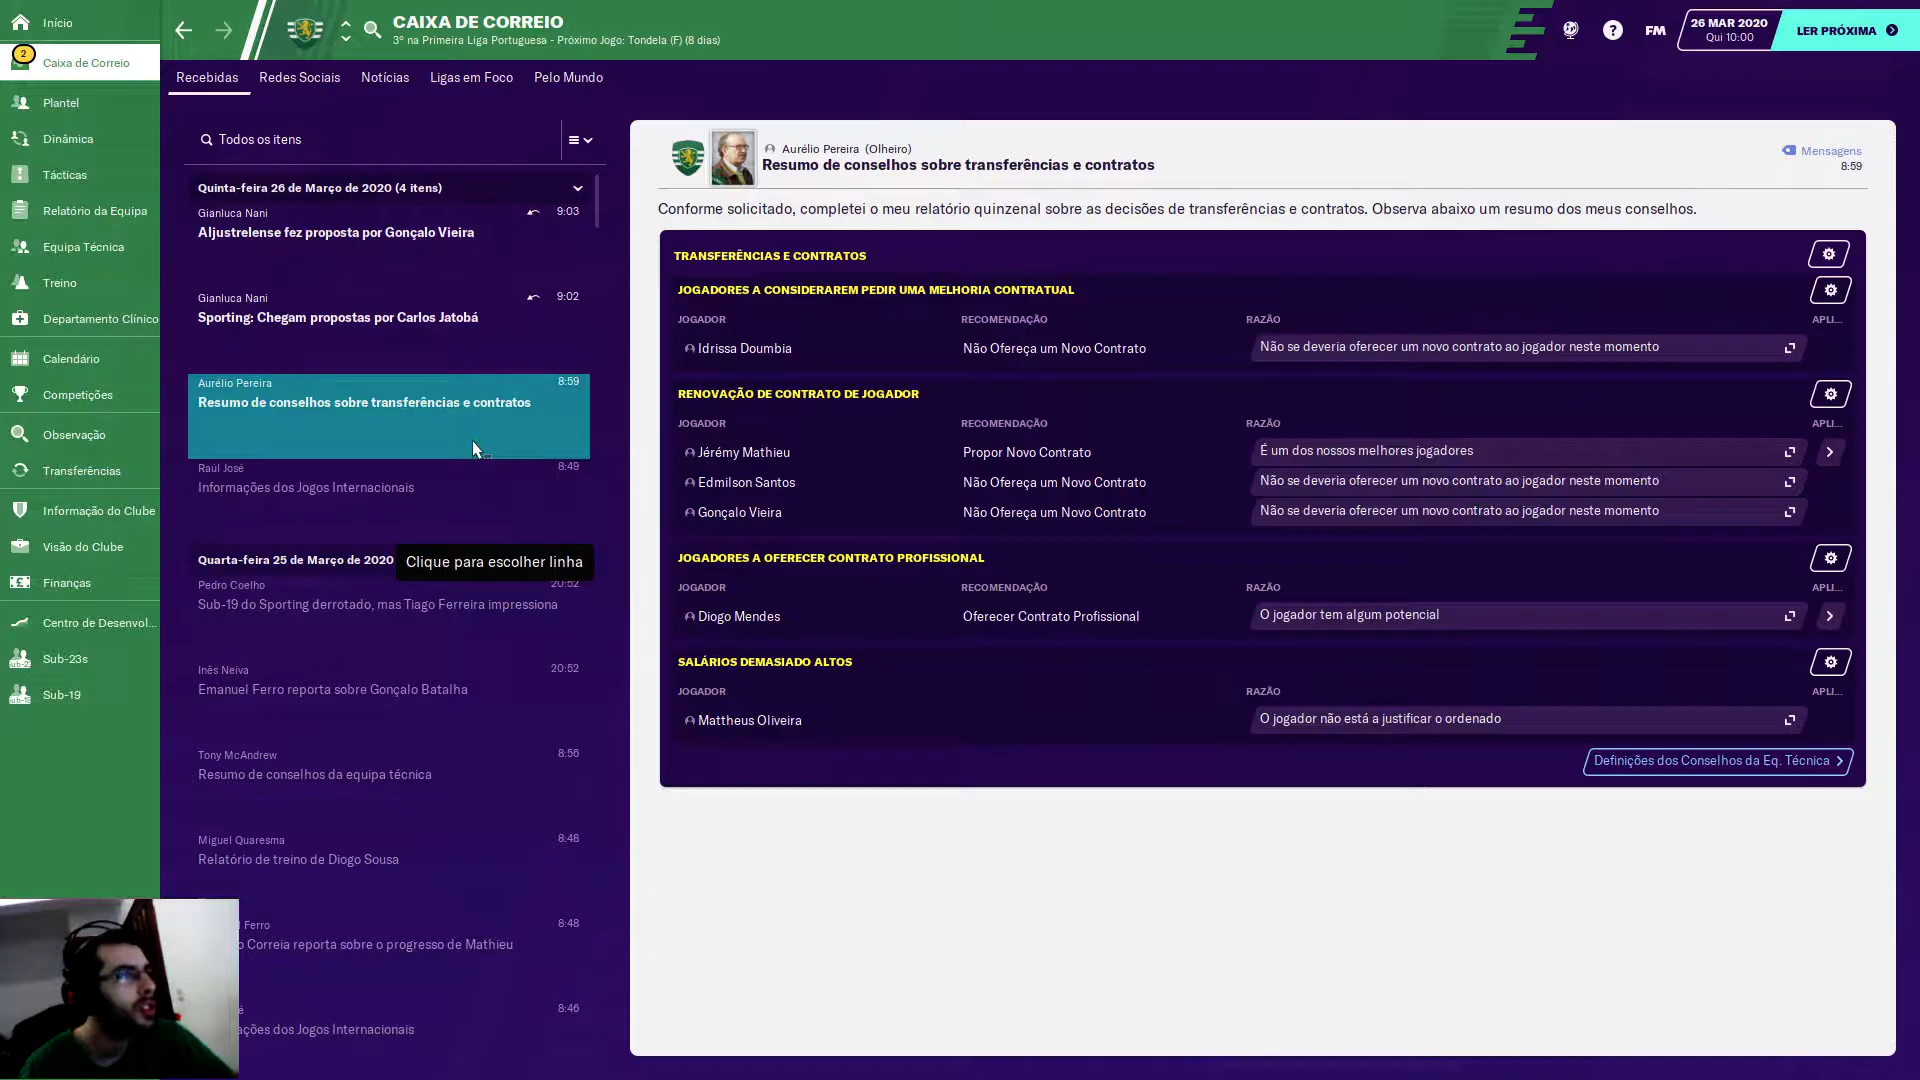 Início
2
Caixa de Correio
Plantel
Dinâmica
Tácticas
Relatório da Equipa
Equipa Técnica
Treino
Departamento Clínico
Calendário
Competições
Observação
Transferências
Informação do Clube
Visão do Clube
Finanças
Centro de Desenvol...
Sub-23s
Sub-19
CAIXA DE CORREIO
3º na Primeira Liga Portuguesa - Próximo Jogo: Tondela (F) (8 dias)
?
FM
26 MAR 2020
Qui 10:00
LER PRÓXIMA
Recebidas
Redes Sociais
Notícias
Ligas em Foco
Pelo Mundo
Todos os itens
Quinta-feira 26 de Março de 2020 (4 itens)
Gianluca Nani 9:03
Aljustrelense fez proposta por Gonçalo Vieira
Gianluca Nani 9:02
Sporting: Chegam propostas por Carlos Jatobá
Aurélio Pereira 8:59
Resumo de conselhos sobre transferências e contratos
Raúl José 8:49
Informações dos Jogos Internacionais
Quarta-feira 25 de Março de 2020
Clique para escolher linha
Pedro Coelho 20:52
Sub-19 do Sporting derrotado, mas Tiago Ferreira impressiona
Inês Neiva 20:52
Emanuel Ferro reporta sobre Gonçalo Batalha
Tony McAndrew 8:56
Resumo de conselhos da equipa técnica
Miguel Quaresma 8:48
Relatório de treino de Diogo Sousa
Ferro 8:48
Correia reporta sobre o progresso de Mathieu
8:46
ações dos Jogos Internacionais
Aurélio Pereira (Olheiro)
Resumo de conselhos sobre transferências e contratos
Mensagens
8:59
Conforme solicitado, completei o meu relatório quinzenal sobre as decisões de transferências e contratos. Observa abaixo um resumo dos meus conselhos.
TRANSFERÊNCIAS E CONTRATOS
JOGADORES A CONSIDERAREM PEDIR UMA MELHORIA CONTRATUAL
JOGADOR RECOMENDAÇÃO RAZÃO APLI...
Idrissa Doumbia Não Ofereça um Novo Contrato Não se deveria oferecer um novo contrato ao jogador neste momento
RENOVAÇÃO DE CONTRATO DE JOGADOR
JOGADOR RECOMENDAÇÃO RAZÃO APLI...
Jérémy Mathieu Propor Novo Contrato É um dos nossos melhores jogadores
Edmilson Santos Não Ofereça um Novo Contrato Não se deveria oferecer um novo contrato ao jogador neste momento
Gonçalo Vieira Não Ofereça um Novo Contrato Não se deveria oferecer um novo contrato ao jogador neste momento
JOGADORES A OFERECER CONTRATO PROFISSIONAL
JOGADOR RECOMENDAÇÃO RAZÃO APLI...
Diogo Mendes Oferecer Contrato Profissional O jogador tem algum potencial
SALÁRIOS DEMASIADO ALTOS
JOGADOR RAZÃO APLI...
Mattheus Oliveira O jogador não está a justificar o ordenado
Definições dos Conselhos da Eq. Técnica